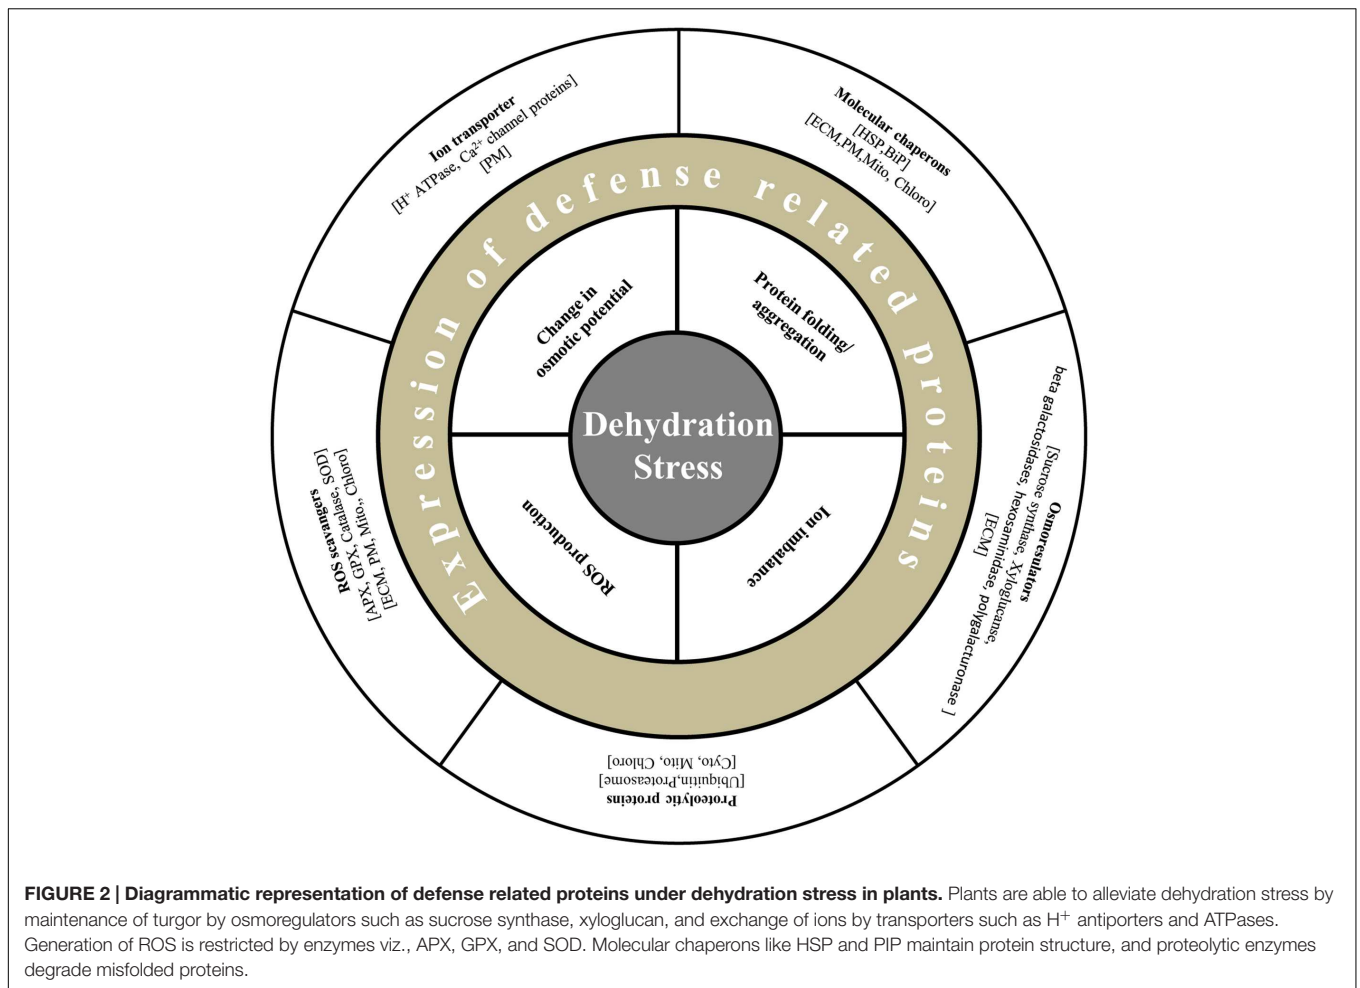 Ion transporter
[H⁺ ATPase, Ca²⁺ channel proteins]
[PM]
Molecular chaperons
[HSP,BiP]
[ECM,PM,Mito, Chloro]
Expression of defense related proteins
Change in
osmotic potential
Protein folding/
aggregation
Dehydration
Stress
ROS production
Ion imbalance
ROS scavangers
[APX, GPX, Catalase, SOD]
[ECM, PM, Mito,, Chloro]
Osmoresulators
[Sucrose synthase, Xyloglucanse,
beta galactosidases, hexosaminidase, polygalacturonase ]
[ECM]
Proteolytic proteins
[Ubiquitin,Proteasome]
[Cyto, Mito, Chloro]
FIGURE 2 | Diagrammatic representation of defense related proteins under dehydration stress in plants. Plants are able to alleviate dehydration stress by
maintenance of turgor by osmoregulators such as sucrose synthase, xyloglucan, and exchange of ions by transporters such as H⁺ antiporters and ATPases.
Generation of ROS is restricted by enzymes viz., APX, GPX, and SOD. Molecular chaperons like HSP and PIP maintain protein structure, and proteolytic enzymes
degrade misfolded proteins.